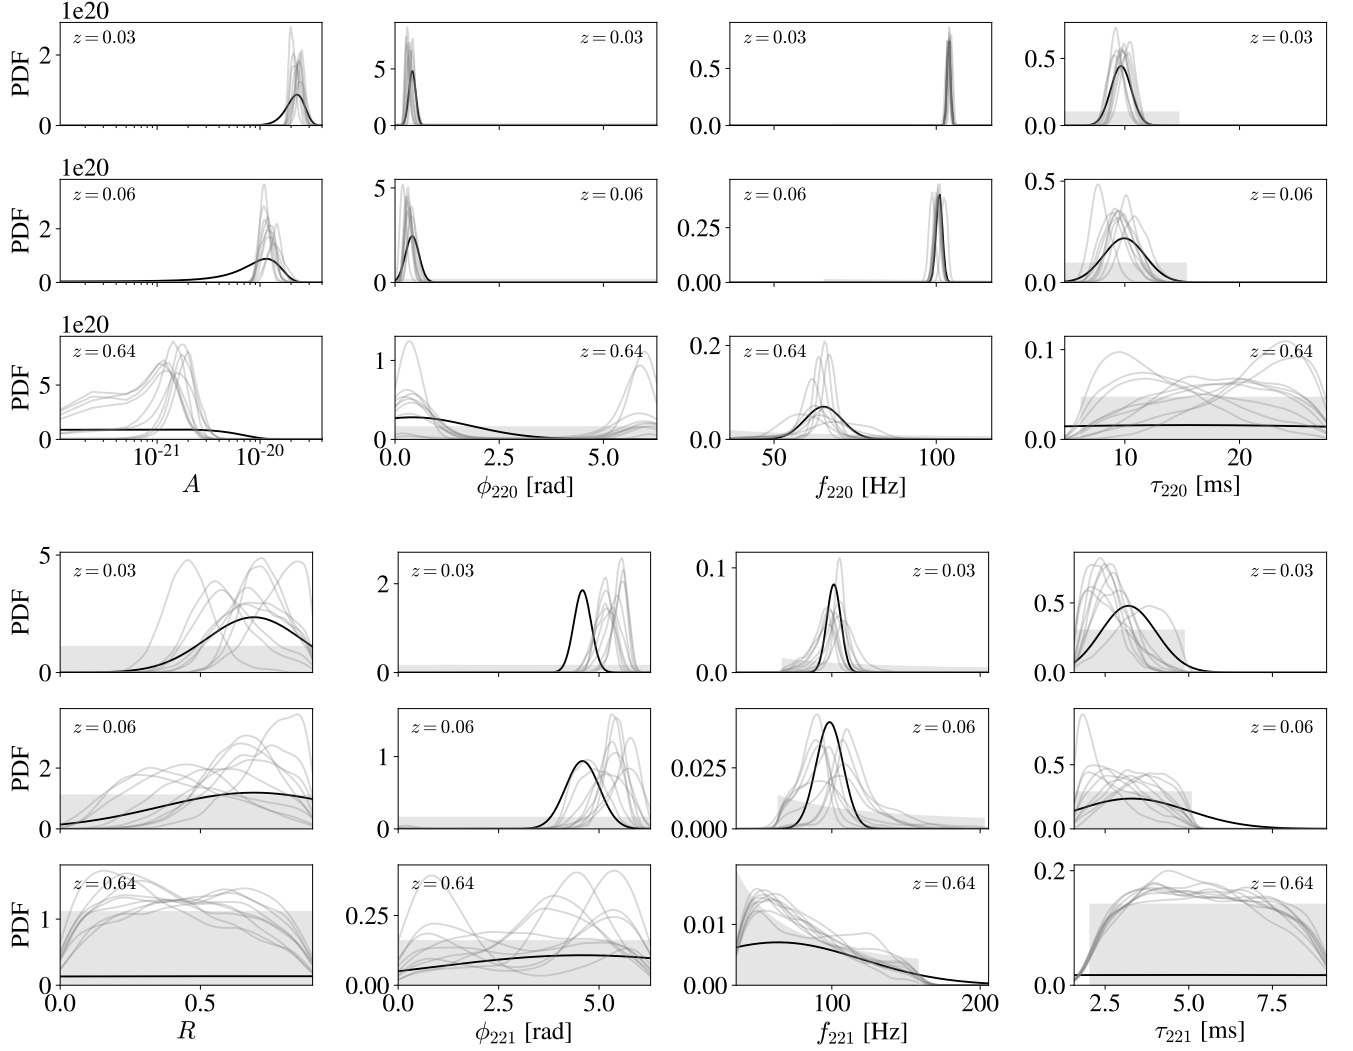 1e20
PDF
2
0
z = 0.03
5
0
z = 0.03
0.5
0.0
z = 0.03
0.5
0.0
z = 0.03
1e20
PDF
2
0
z = 0.06
5
0
z = 0.06
0.25
0.00
z = 0.06
0.5
0.0
z = 0.06
1e20
PDF
5
0
z = 0.64
1
0
z = 0.64
0.2
0.0
z = 0.64
0.1
0.0
z = 0.64
10⁻²¹ 10⁻²⁰
A
0.0 2.5 5.0
ϕ₂₂₀ [rad]
50 100
f₂₂₀ [Hz]
10 20
τ₂₂₀ [ms]
PDF
5
0
z = 0.03
2
0
z = 0.03
0.1
0.0
z = 0.03
0.5
0.0
z = 0.03
PDF
2
0
z = 0.06
1
0
z = 0.06
0.025
0.000
z = 0.06
0.5
0.0
z = 0.06
PDF
1
0
z = 0.64
0.25
0.00
z = 0.64
0.01
0.00
z = 0.64
0.2
0.0
z = 0.64
0.0 0.5
R
0.0 2.5 5.0
ϕ₂₂₁ [rad]
100 200
f₂₂₁ [Hz]
2.5 5.0 7.5
τ₂₂₁ [ms]